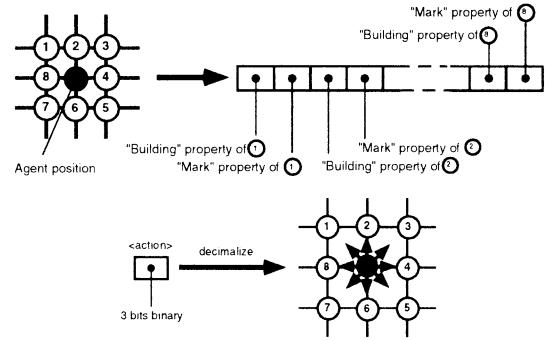 "Mark" property of 8
"Building" property of 8
1 2 3
8 4
7 6 5
Agent position
"Building" property of 1
"Mark" property of 1
"Mark" property of 2
"Building" property of 2
<action>
decimalize
3 bits binary
1 2 3
8 4
7 6 5